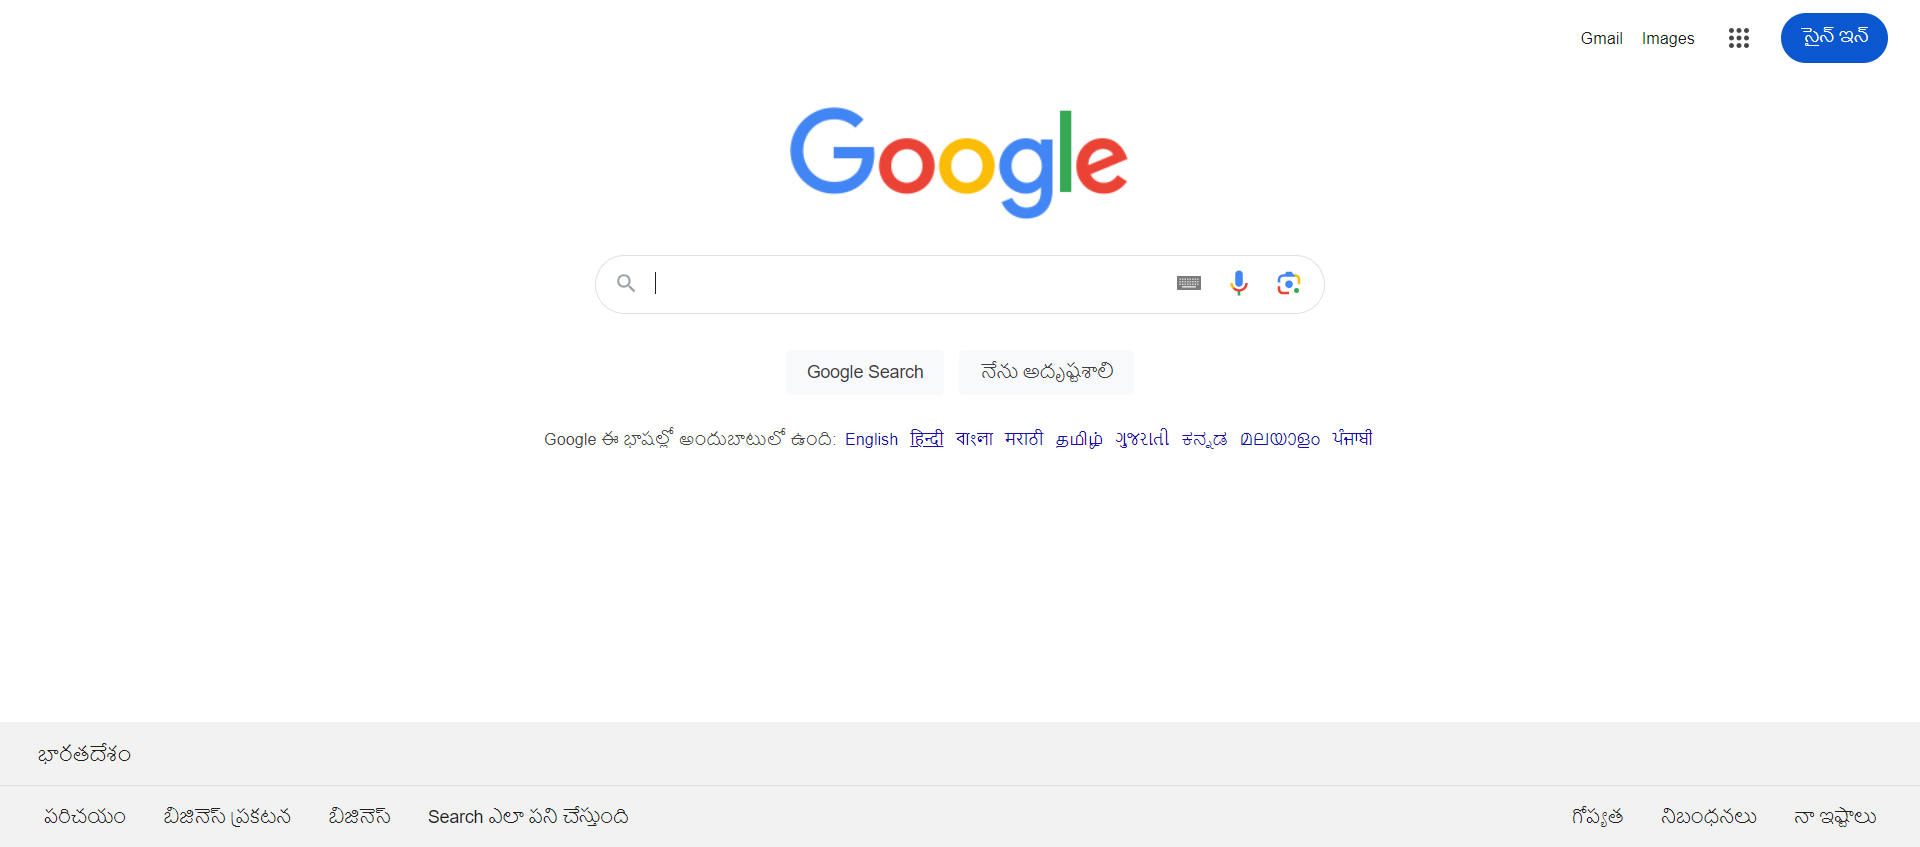 Gmail Images సైన్ ఇన్
Google
Google Search నేను అదృష్టశాలి
Google ఈ భాషల్లో అందుబాటులో ఉంది: English हिन्दी বাংলা मराठी தமிழ் ગુજરાતી ಕನ್ನಡ മലയാളം ਪੰਜਾਬੀ
భారతదేశం
పరిచయం బిజినెస్ ప్రకటన బిజినెస్ Search ఎలా పని చేస్తుంది గోప్యత నిబంధనలు నా ఇష్టాలు